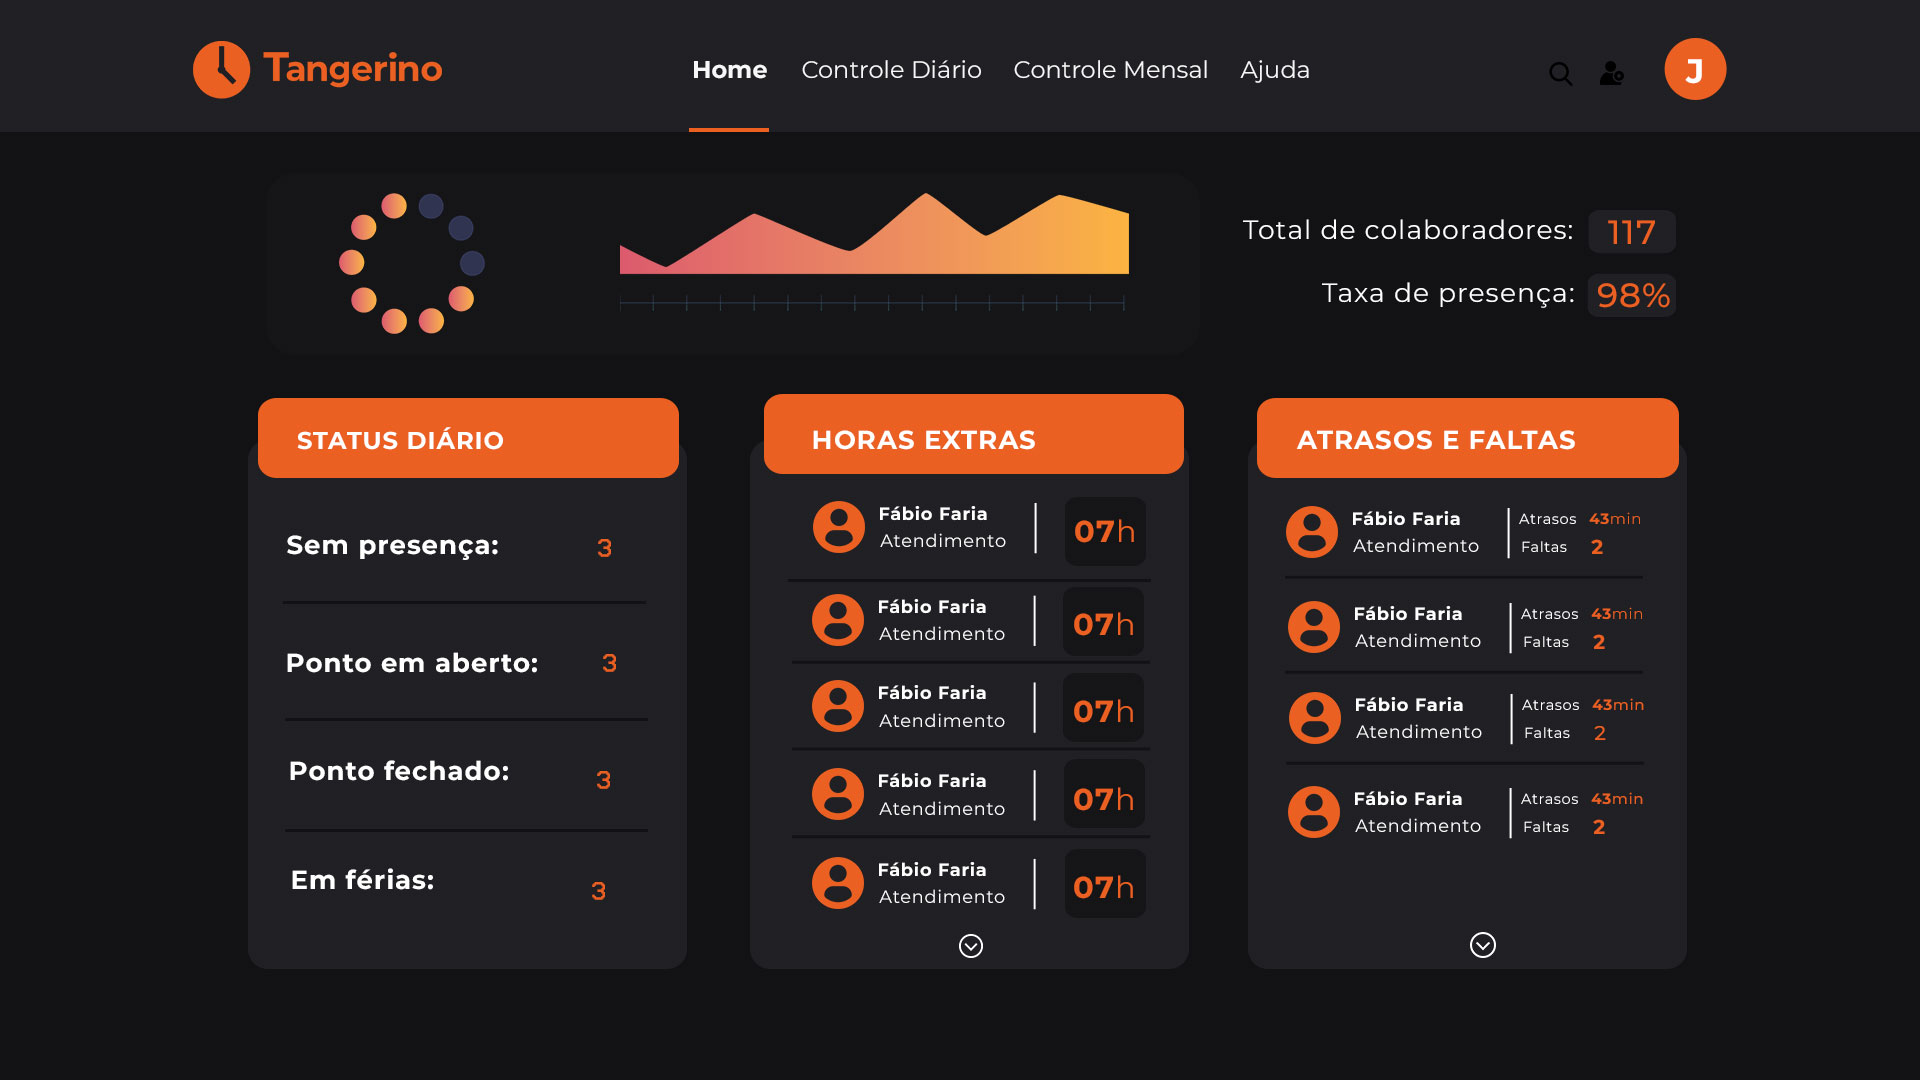 Tangerino
Home Controle Diário Controle Mensal Ajuda
J
Total de colaboradores: 117
Taxa de presença: 98%
STATUS DIÁRIO
Sem presença: 3
Ponto em aberto: 3
Ponto fechado: 3
Em férias: 3
HORAS EXTRAS
Fábio Faria
Atendimento
07h
Fábio Faria
Atendimento
07h
Fábio Faria
Atendimento
07h
Fábio Faria
Atendimento
07h
Fábio Faria
Atendimento
07h
ATRASOS E FALTAS
Fábio Faria
Atendimento
Atrasos 43min
Faltas 2
Fábio Faria
Atendimento
Atrasos 43min
Faltas 2
Fábio Faria
Atendimento
Atrasos 43min
Faltas 2
Fábio Faria
Atendimento
Atrasos 43min
Faltas 2